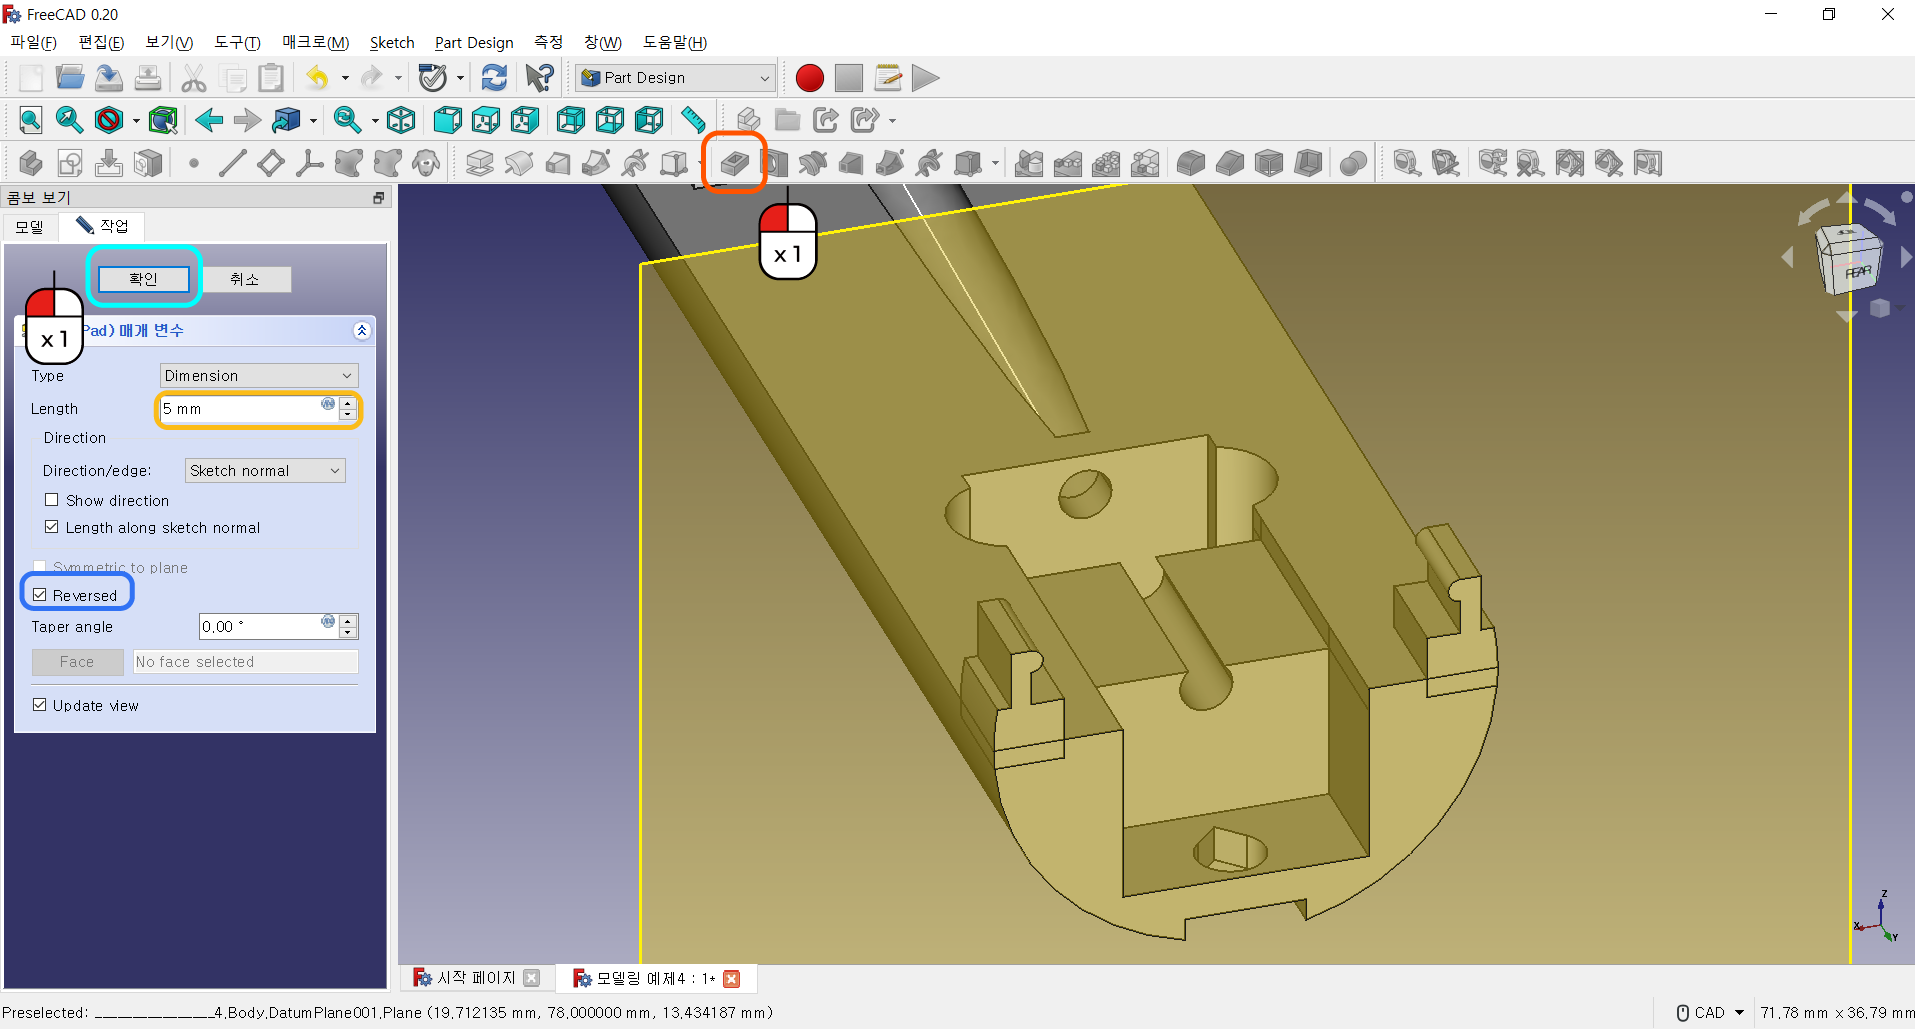 FreeCAD 0.20
파일(F) 편집(E) 보기(V) 도구(T) 매크로(M) Sketch Part Design 측정 창(W) 도움말(H)
Part Design
콤보 보기
모델 작업
확인 취소
x 1
x 1
Pad) 매개 변수
Type Dimension
Length 5 mm
Direction
Direction/edge: Sketch normal
Show direction
Length along sketch normal
Symmetric to plane
Reversed
Taper angle 0.00 °
Face No face selected
Update view
REAR
Z
X
Y
시작 페이지 모델링 예제4 : 1*
Preselected: ________________4.Body.DatumPlane001.Plane (19.712135 mm, 78.000000 mm, 13.434187 mm)
CAD 71.78 mm x 36.79 mm